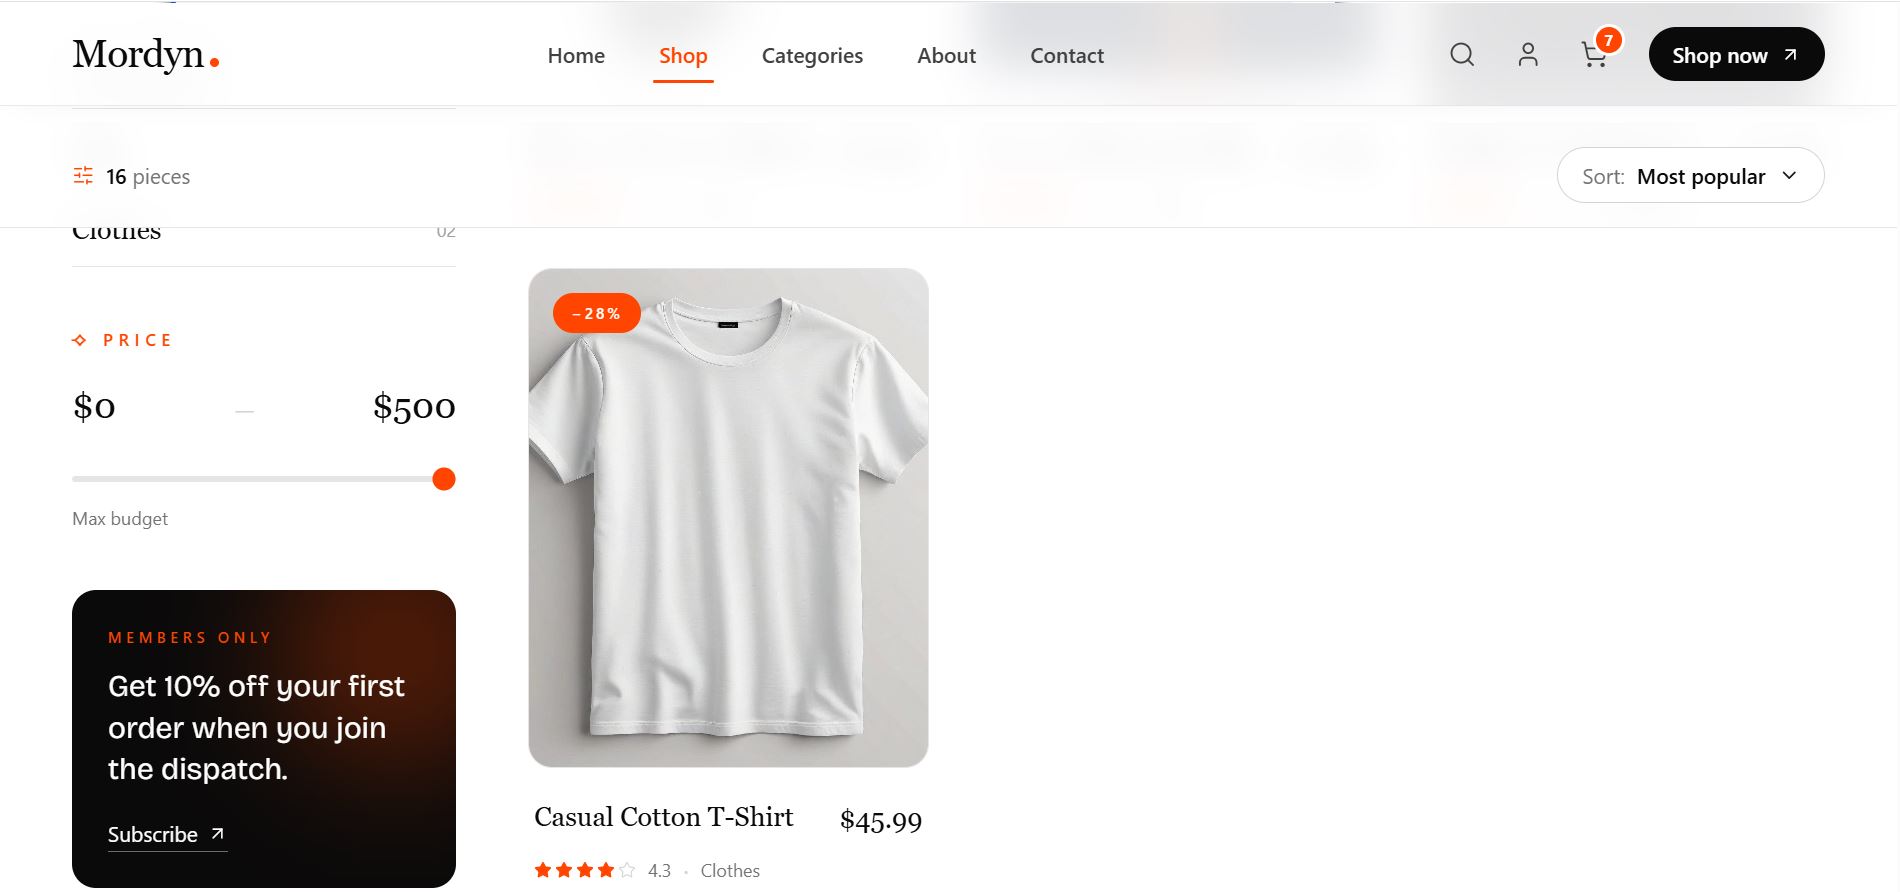 Mordyn.
Home
Shop
Categories
About
Contact
7
Shop now
16 pieces
Sort: Most popular
Clothes
02
PRICE
$0
—
$500
Max budget
MEMBERS ONLY
Get 10% off your first
order when you join
the dispatch.
Subscribe
–28%
Casual Cotton T-Shirt
$45.99
4.3 · Clothes